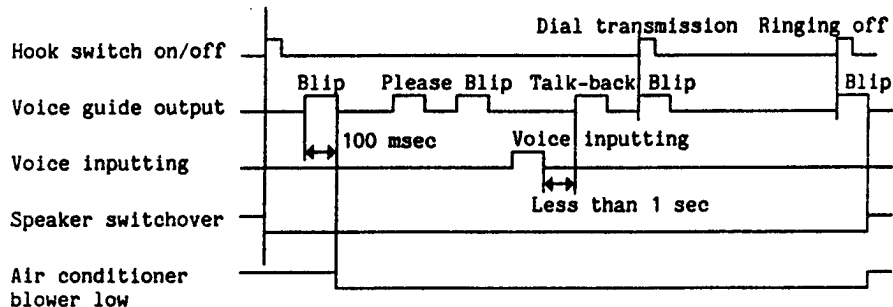 Dial transmission Ringing off
Hook switch on/off
Blip Please Blip Talk-back Blip Blip
Voice guide output
100 msec Voice inputting
Voice inputting
Less than 1 sec
Speaker switchover
Air conditioner
blower low